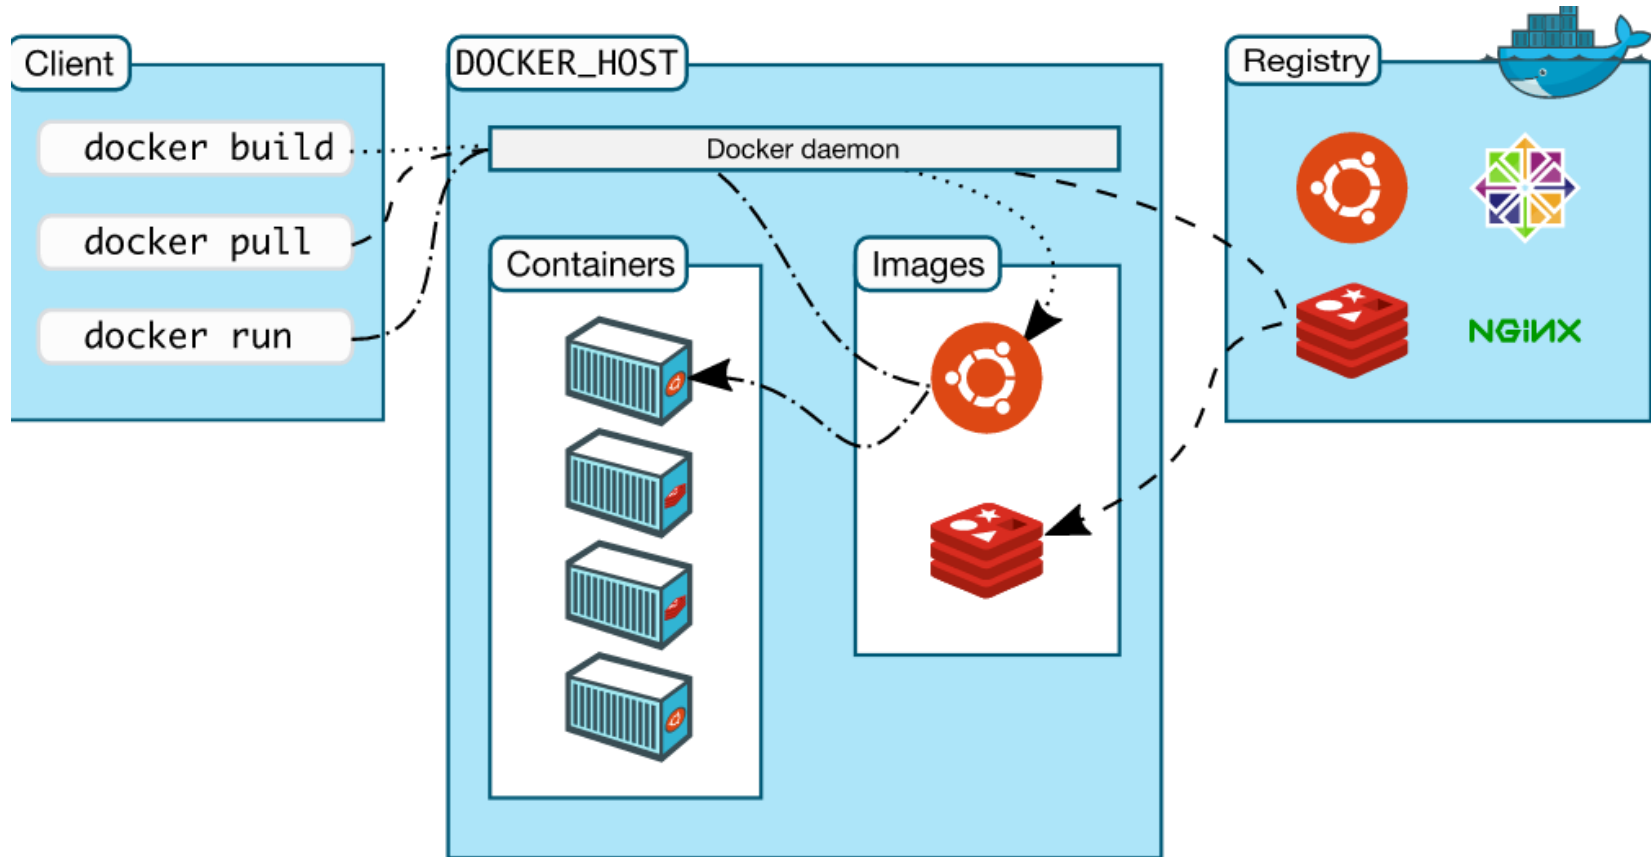 Client
docker build
docker pull
docker run
DOCKER_HOST
Docker daemon
Containers
Images
Registry
NGiNX